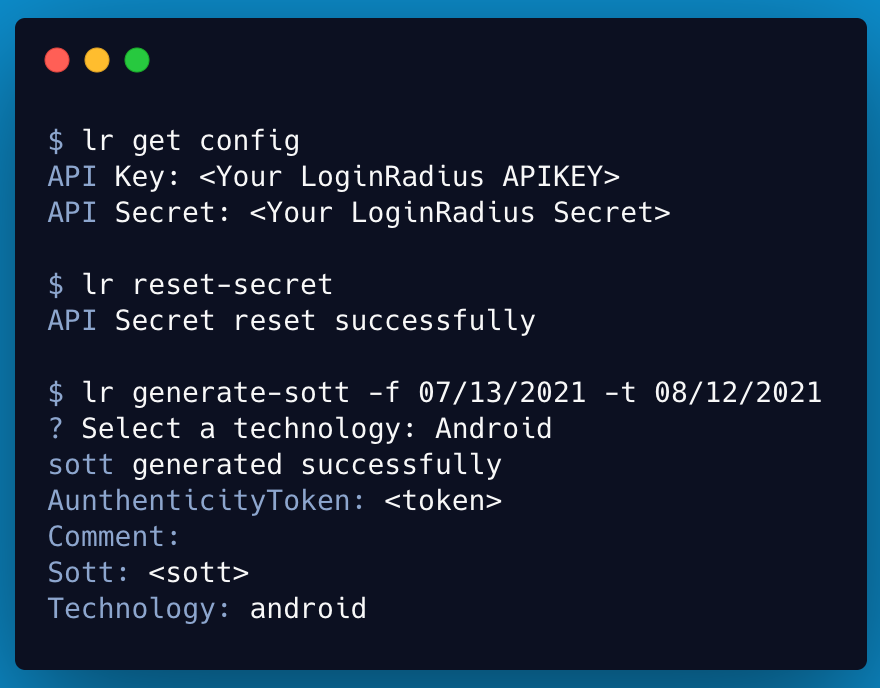 $ lr get config
API Key: <Your LoginRadius APIKEY>
API Secret: <Your LoginRadius Secret>
$ lr reset-secret
API Secret reset successfully
$ lr generate-sott -f 07/13/2021 -t 08/12/2021
? Select a technology: Android
sott generated successfully
AunthenticityToken: <token>
Comment:
Sott: <sott>
Technology: android